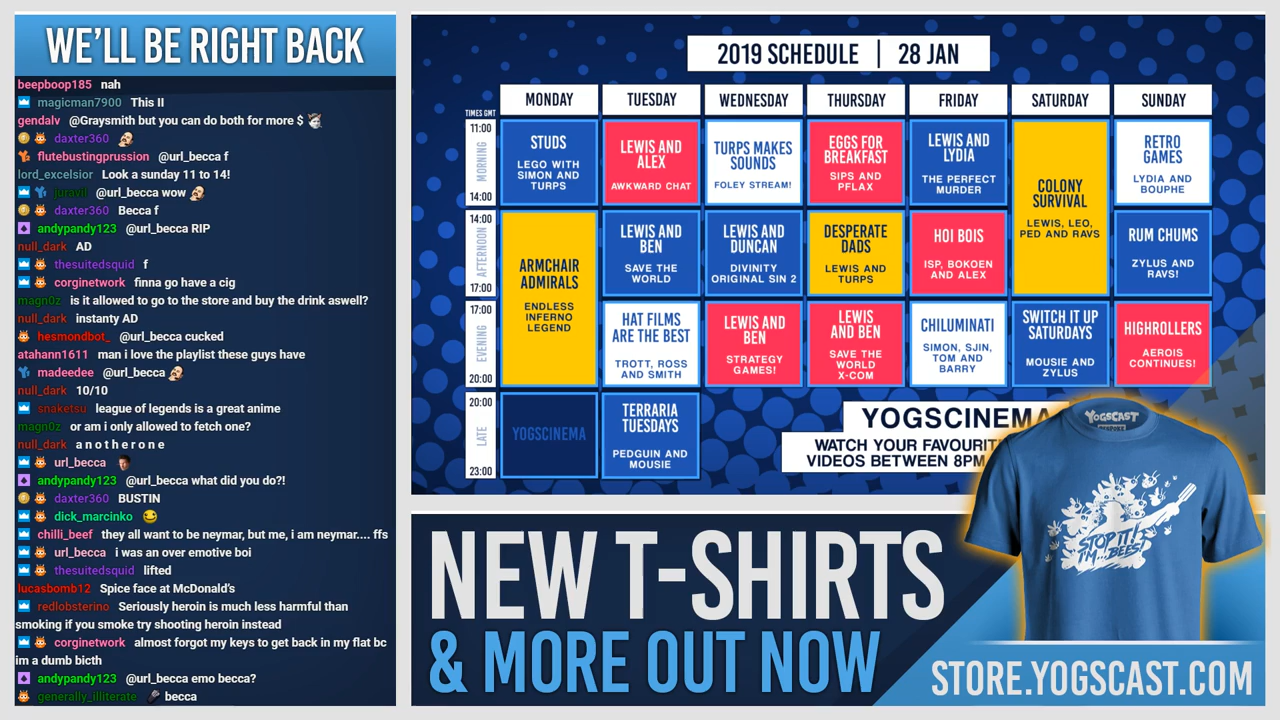 WE'LL BE RIGHT BACK
beepboop185 nah
magicman7900 This II
gendalv @Graysmith but you can do both for more $
daxter360
flutebustingprussion @url_becca f
lord_excelsior Look a sunday 11 to 14!
juravil @url_becca wow
daxter360 Becca f
andypandy123 @url_becca RIP
null_dark AD
thesuitedsquid f
corginetwork finna go have a cig
magn0z is it allowed to go to the store and buy the drink aswell?
null_dark instanty AD
hesmondbot_ @url_becca cucked
atahann1611 man i love the playlist these guys have
madeedee @url_becca
null_dark 10/10
snaketsu league of legends is a great anime
magn0z or am i only allowed to fetch one?
null_dark a n o t h e r o n e
url_becca
andypandy123 @url_becca what did you do?!
daxter360 BUSTIN
dick_marcinko
chilli_beef they all want to be neymar, but me, i am neymar.... ffs
url_becca i was an over emotive boi
thesuitedsquid lifted
lucasbomb12 Spice face at McDonald's
redlobsterino Seriously heroin is much less harmful than
smoking if you smoke try shooting heroin instead
corginetwork almost forgot my keys to get back in my flat bc
im a dumb bicth
andypandy123 @url_becca emo becca?
generally_illiterate becca
2019 SCHEDULE | 28 JAN
TIMES GMT
MONDAY TUESDAY WEDNESDAY THURSDAY FRIDAY SATURDAY SUNDAY
11:00
MORNING
14:00
STUDS
LEGO WITH
SIMON AND
TURPS
LEWIS AND
ALEX
AWKWARD CHAT
TURPS MAKES
SOUNDS
FOLEY STREAM!
EGGS FOR
BREAKFAST
SIPS AND
PFLAX
LEWIS AND
LYDIA
THE PERFECT
MURDER
COLONY
SURVIVAL
LEWIS, LEO,
PED AND RAVS
RETRO
GAMES
LYDIA AND
BOUPHE
14:00
AFTERNOON
17:00
ARMCHAIR
ADMIRALS
ENDLESS
INFERNO
LEGEND
LEWIS AND
BEN
SAVE THE
WORLD
LEWIS AND
DUNCAN
DIVINITY
ORIGINAL SIN 2
DESPERATE
DADS
LEWIS AND
TURPS
HOI BOIS
ISP, BOKOEN
AND ALEX
RUM CHUMS
ZYLUS AND
RAVS!
17:00
EVENING
20:00
HAT FILMS
ARE THE BEST
TROTT, ROSS
AND SMITH
LEWIS AND
BEN
STRATEGY
GAMES!
LEWIS
AND BEN
SAVE THE
WORLD
X-COM
CHILUMINATI
SIMON, SJIN,
TOM AND
BARRY
SWITCH IT UP
SATURDAYS
MOUSIE AND
ZYLUS
HIGHROLLERS
AEROIS
CONTINUES!
20:00
LATE
23:00
YOGSCINEMA
TERRARIA
TUESDAYS
PEDGUIN AND
MOUSIE
YOGSCINEMA
WATCH YOUR FAVOURIT
VIDEOS BETWEEN 8PM
YOGSCAST
STOP IT!
I'M... BEES!
NEW T-SHIRTS
& MORE OUT NOW
STORE.YOGSCAST.COM